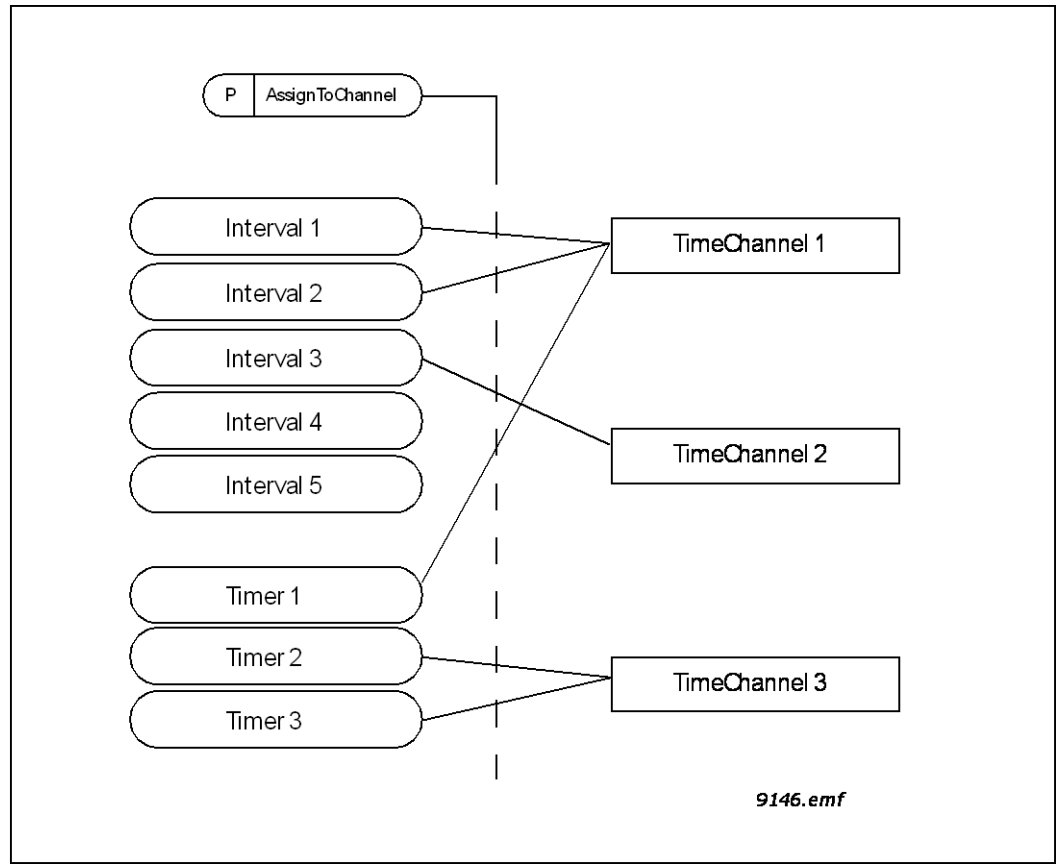 P AssignToChannel
Interval 1
Interval 2
Interval 3
Interval 4
Interval 5
Timer 1
Timer 2
Timer 3
TimeChannel 1
TimeChannel 2
TimeChannel 3
9146.emf